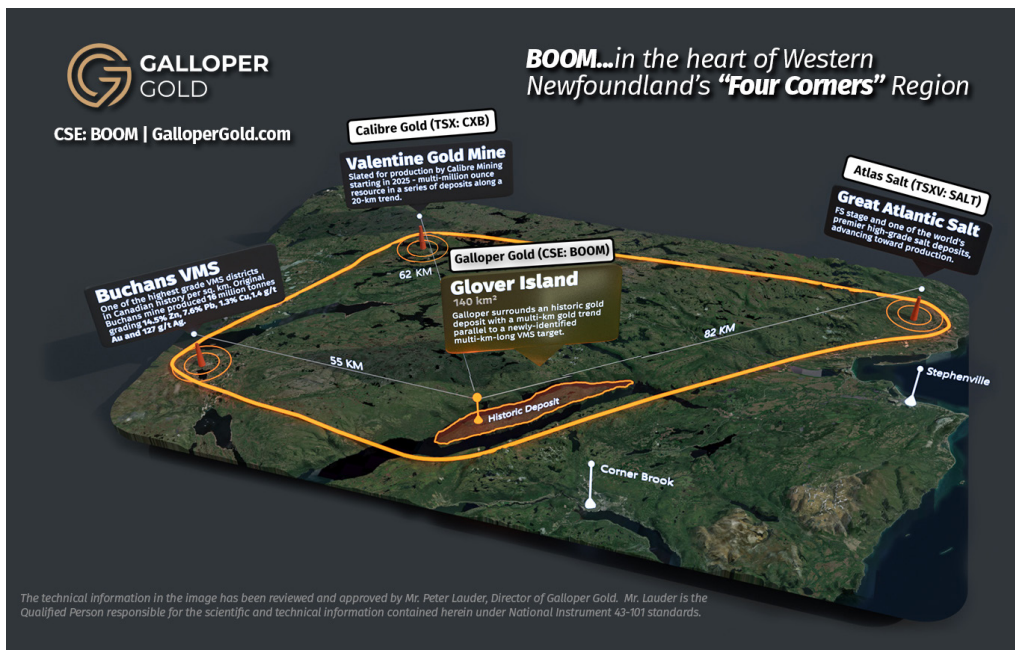 GALLOPER
GOLD
CSE: BOOM | GalloperGold.com
BOOM...in the heart of Western
Newfoundland's "Four Corners" Region
Calibre Gold (TSX: CXB)
Valentine Gold Mine
Slated for production by Calibre Mining
starting in 2025 - multi-million ounce
resource in a series of deposits along a
20-km trend.
Atlas Salt (TSXV: SALT)
Great Atlantic Salt
FS stage and one of the world's
premier high-grade salt deposits,
advancing toward production.
Buchans VMS
One of the highest grade VMS districts
in Canadian history per sq. km. Original
Buchans mine produced 16 million tonnes
grading 14.5% Zn, 7.6% Pb, 1.3% Cu, 1.4 g/t
Au and 127 g/t Ag.
62 KM
Galloper Gold (CSE: BOOM)
Glover Island
140 km²
Galloper surrounds an historic gold
deposit with a multi-km gold trend
parallel to a newly-identified
multi-km-long VMS target.
55 KM
82 KM
Historic Deposit
Stephenville
Corner Brook
The technical information in the image has been reviewed and approved by Mr. Peter Lauder, Director of Galloper Gold. Mr. Lauder is the
Qualified Person responsible for the scientific and technical information contained herein under National Instrument 43-101 standards.